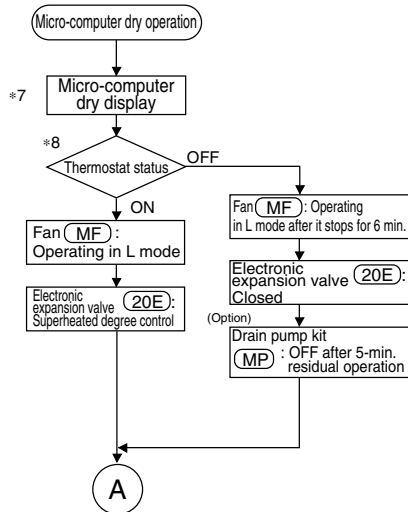 Micro-computer dry operation
*7
Micro-computer
dry display
*8
Thermostat status
OFF
ON
Fan MF :
Operating in L mode
Electronic
expansion valve 20E :
Superheated degree control
Fan MF : Operating
in L mode after it stops for 6 min.
Electronic
expansion valve 20E :
Closed
(Option)
Drain pump kit
MP : OFF after 5-min.
residual operation
A